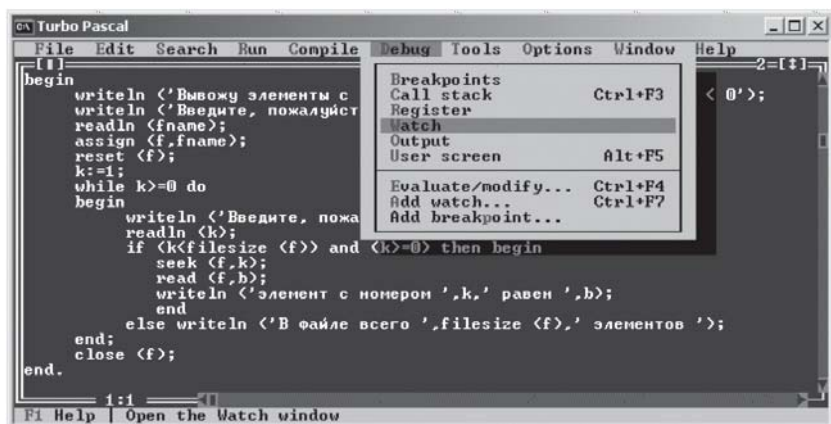 Turbo Pascal
File Edit Search Run Compile Debug Tools Options Window Help
[■] 2=[↕]
begin
writeln ('Вывожу элементы с < 0');
writeln ('Введите, пожалуйст
readln (fname);
assign (f,fname);
reset (f);
k:=1;
while k>=0 do
begin
writeln ('Введите, пожа
readln (k);
if (k<filesize (f)) and (k>=0) then begin
seek (f,k);
read (f,b);
writeln ('элемент с номером ',k,' равен ',b);
end
else writeln ('В файле всего ',filesize (f),' элементов ');
end;
close (f);
end.
Breakpoints
Call stack Ctrl+F3
Register
Watch
Output
User screen Alt+F5
Evaluate/modify... Ctrl+F4
Add watch... Ctrl+F7
Add breakpoint...
1:1
F1 Help | Open the Watch window